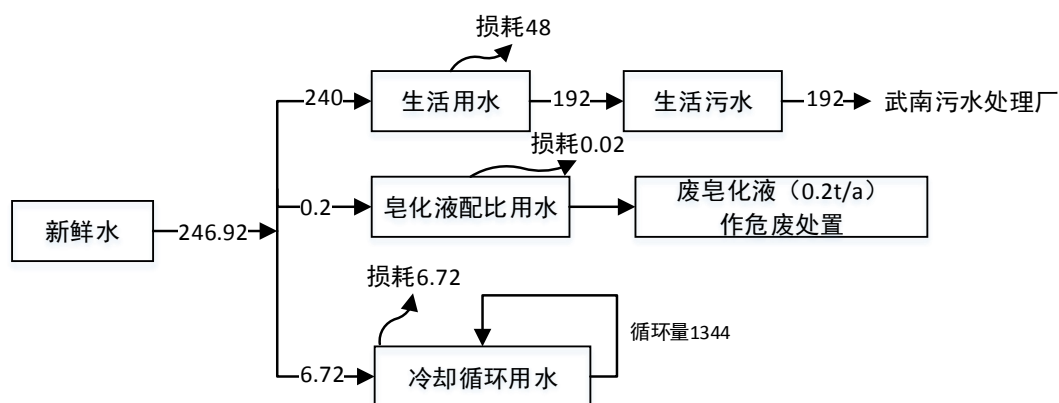 损耗48
240
生活用水
192
生活污水
192
武南污水处理厂
损耗0.02
新鲜水
246.92
0.2
皂化液配比用水
废皂化液（0.2t/a）
作危废处置
损耗6.72
循环量1344
6.72
冷却循环用水